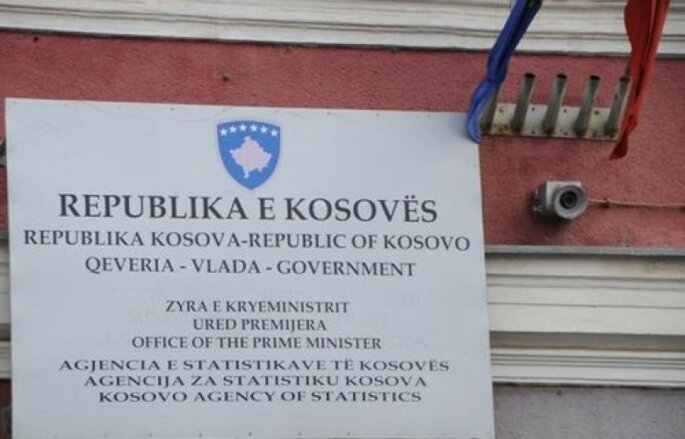 REPUBLIKA E KOSOVËS
REPUBLIKA KOSOVA-REPUBLIC OF KOSOVO
QEVERIA - VLADA - GOVERNMENT
ZYRA E KRYEMINISTRIT
URED PREMIJERA
OFFICE OF THE PRIME MINISTER
AGJENCIA E STATISTIKAVE TË KOSOVËS
AGENCIJA ZA STATISTIKU KOSOVA
KOSOVO AGENCY OF STATISTICS